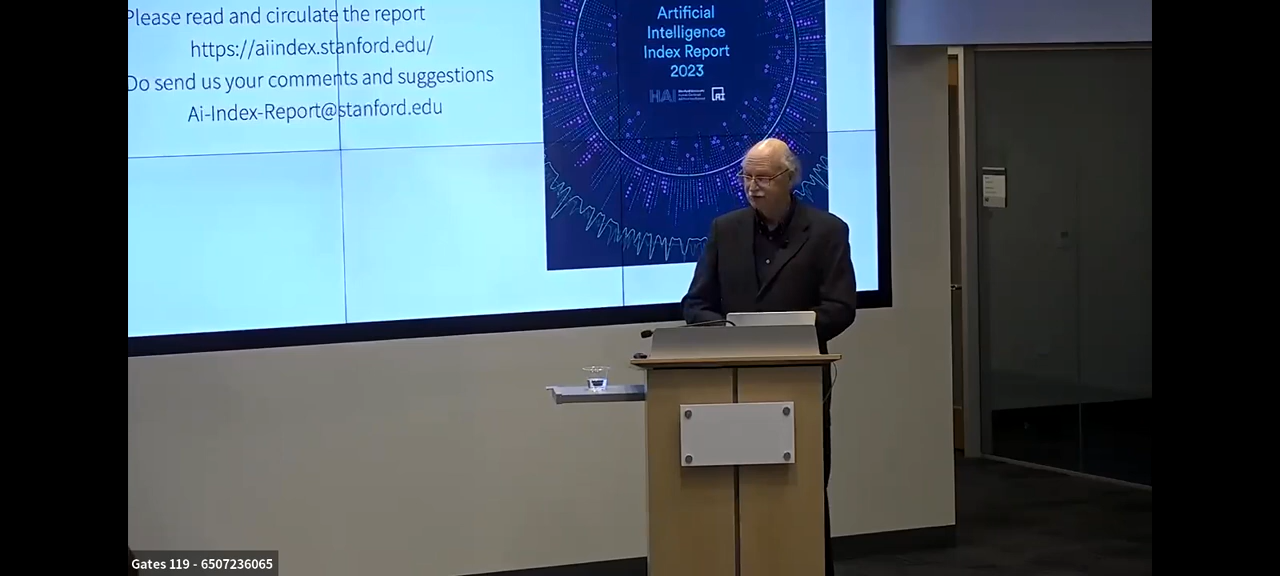 Please read and circulate the report
https://aiindex.stanford.edu/
Do send us your comments and suggestions
Ai-Index-Report@stanford.edu
Artificial
Intelligence
Index Report
2023
HAI
Gates 119 - 6507236065